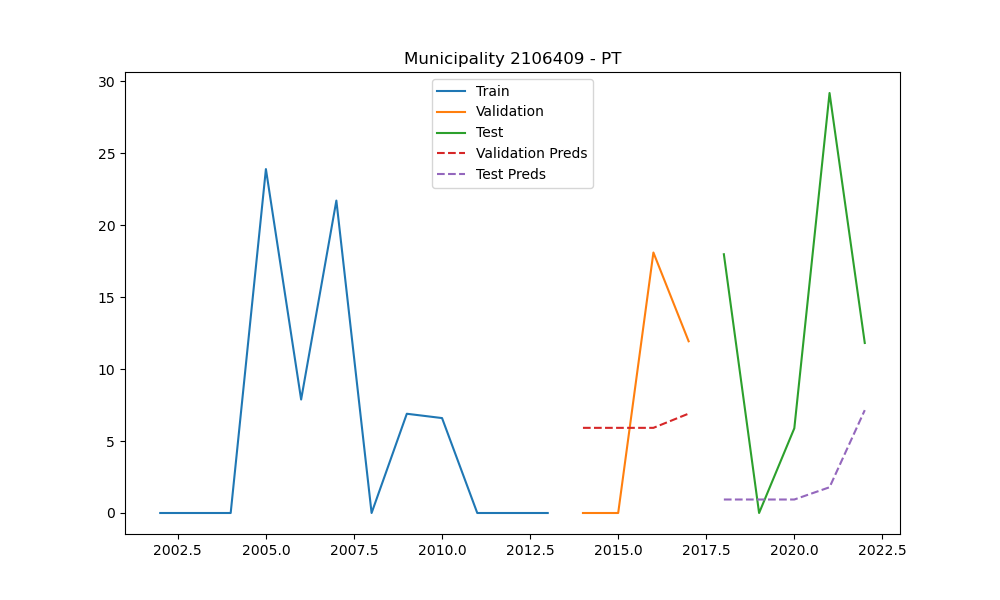 Municipality 2106409 - PT
30
25
20
15
10
5
0
Train
Validation
Test
Validation Preds
Test Preds
2002.5 2005.0 2007.5 2010.0 2012.5 2015.0 2017.5 2020.0 2022.5